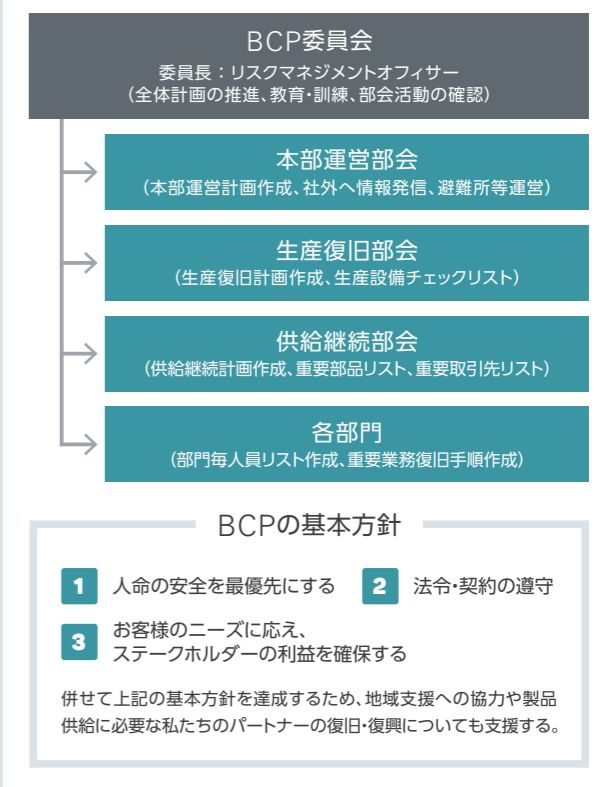 BCP委員会
委員長：リスクマネジメントオフィサー
（全体計画の推進、教育・訓練、部会活動の確認）
本部運営部会
（本部運営計画作成、社外へ情報発信、避難所等運営）
生産復旧部会
（生産復旧計画作成、生産設備チェックリスト）
供給継続部会
（供給継続計画作成、重要部品リスト、重要取引先リスト）
各部門
（部門毎人員リスト作成、重要業務復旧手順作成）
BCPの基本方針
1 人命の安全を最優先にする 2 法令・契約の遵守
3 お客様のニーズに応え、
ステークホルダーの利益を確保する
併せて上記の基本方針を達成するため、地域支援への協力や製品
供給に必要な私たちのパートナーの復旧・復興についても支援する。